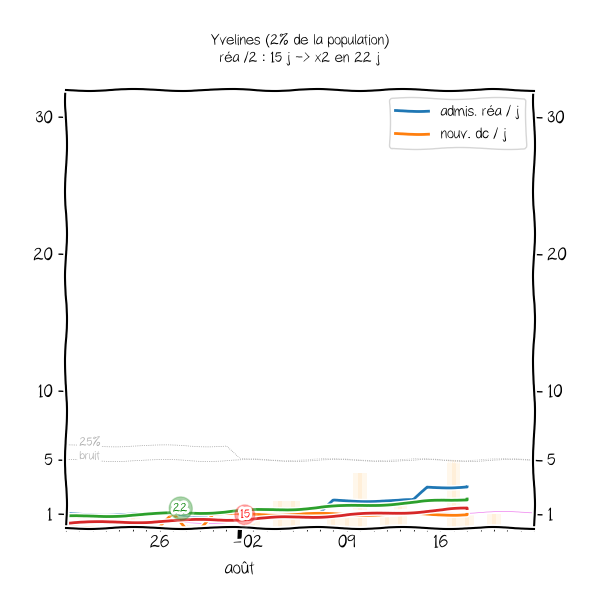 Yvelines (2% de la population)
réa /2 : 15 j -> x2 en 22 j
admis. réa / j
nouv. dc / j
30
30
20
20
10
10
25%
5
bruit
5
22
15
1
1
26
02
09
16
août